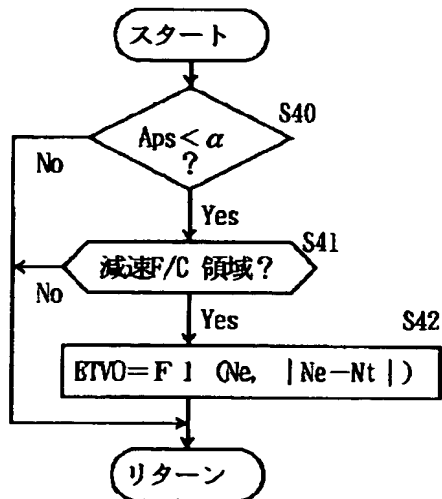 スタート
S40
Aps<α
?
No
Yes
S41
減速F/C 領域?
No
Yes
S42
ETVO=F1 (Ne, |Ne-Nt|)
リターン